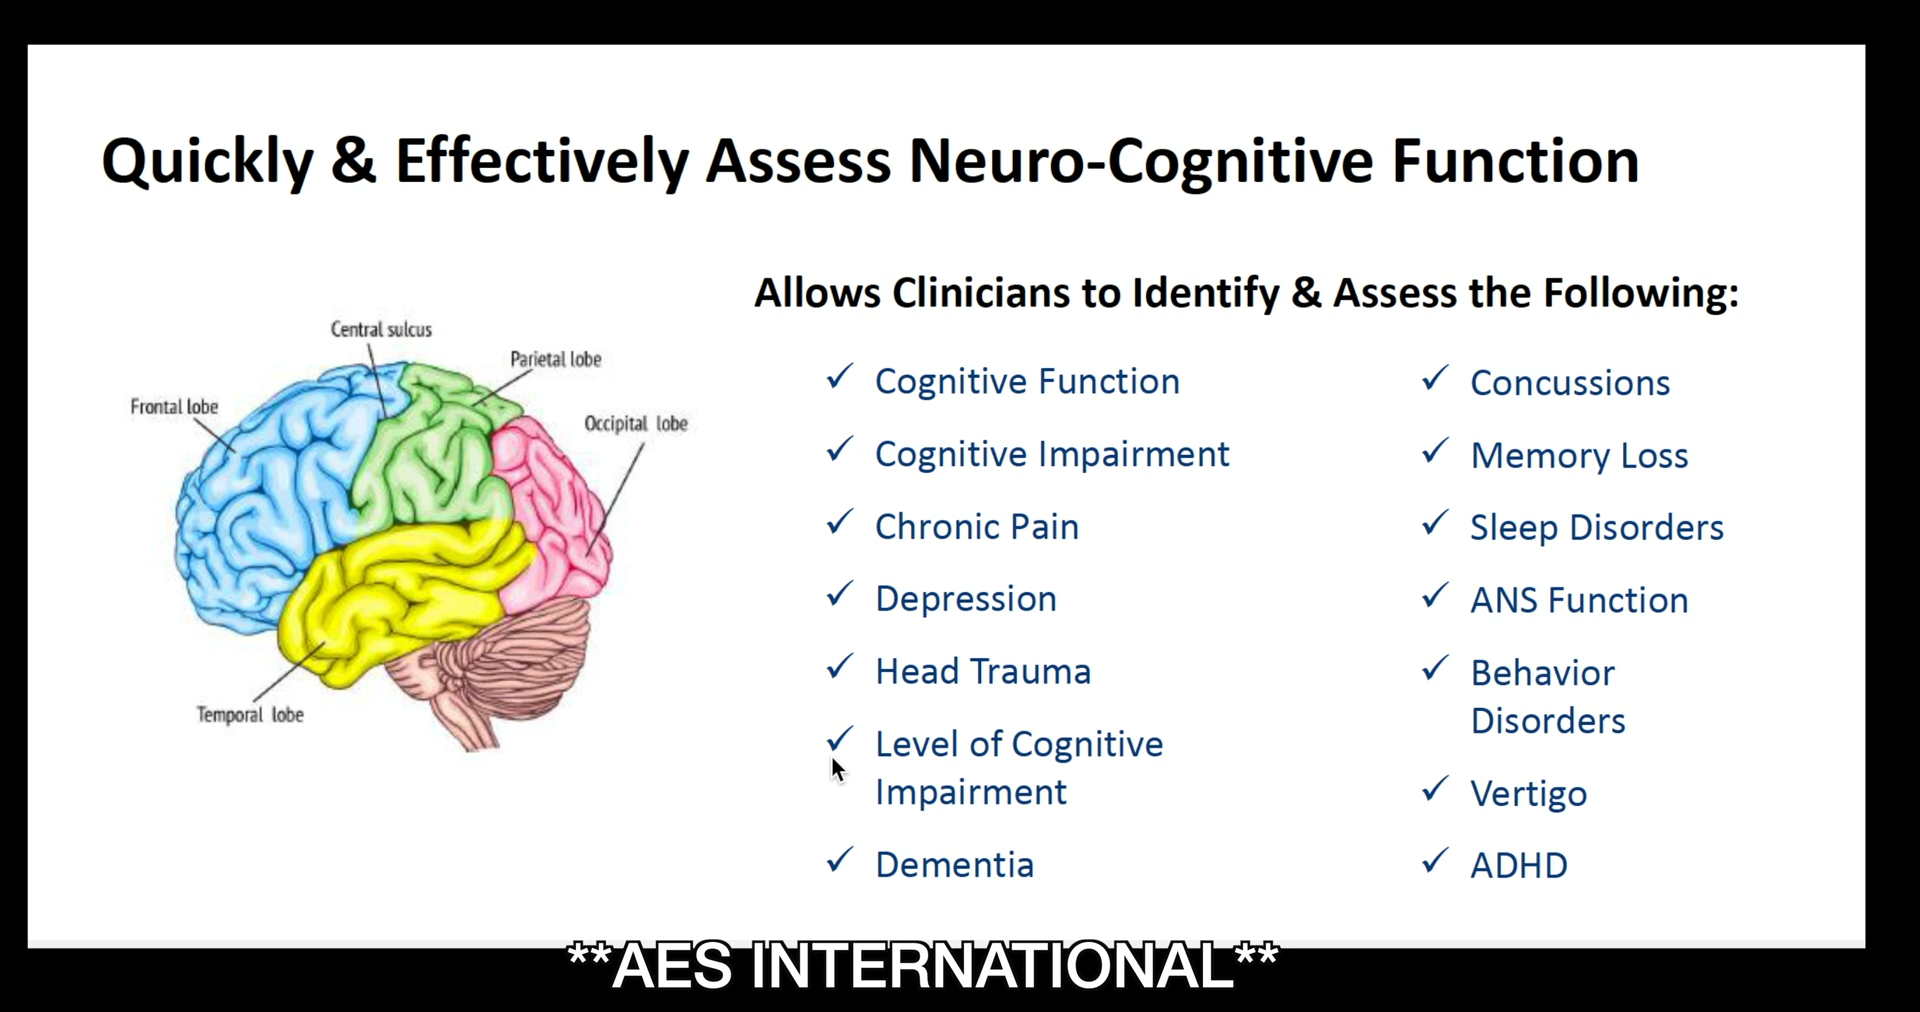 Quickly & Effectively Assess Neuro-Cognitive Function
Central sulcus
Parietal lobe
Frontal lobe
Occipital lobe
Temporal lobe
Allows Clinicians to Identify & Assess the Following:
✓ Cognitive Function
✓ Cognitive Impairment
✓ Chronic Pain
✓ Depression
✓ Head Trauma
✓ Level of Cognitive
Impairment
✓ Dementia
✓ Concussions
✓ Memory Loss
✓ Sleep Disorders
✓ ANS Function
✓ Behavior
Disorders
✓ Vertigo
✓ ADHD
**AES INTERNATIONAL**